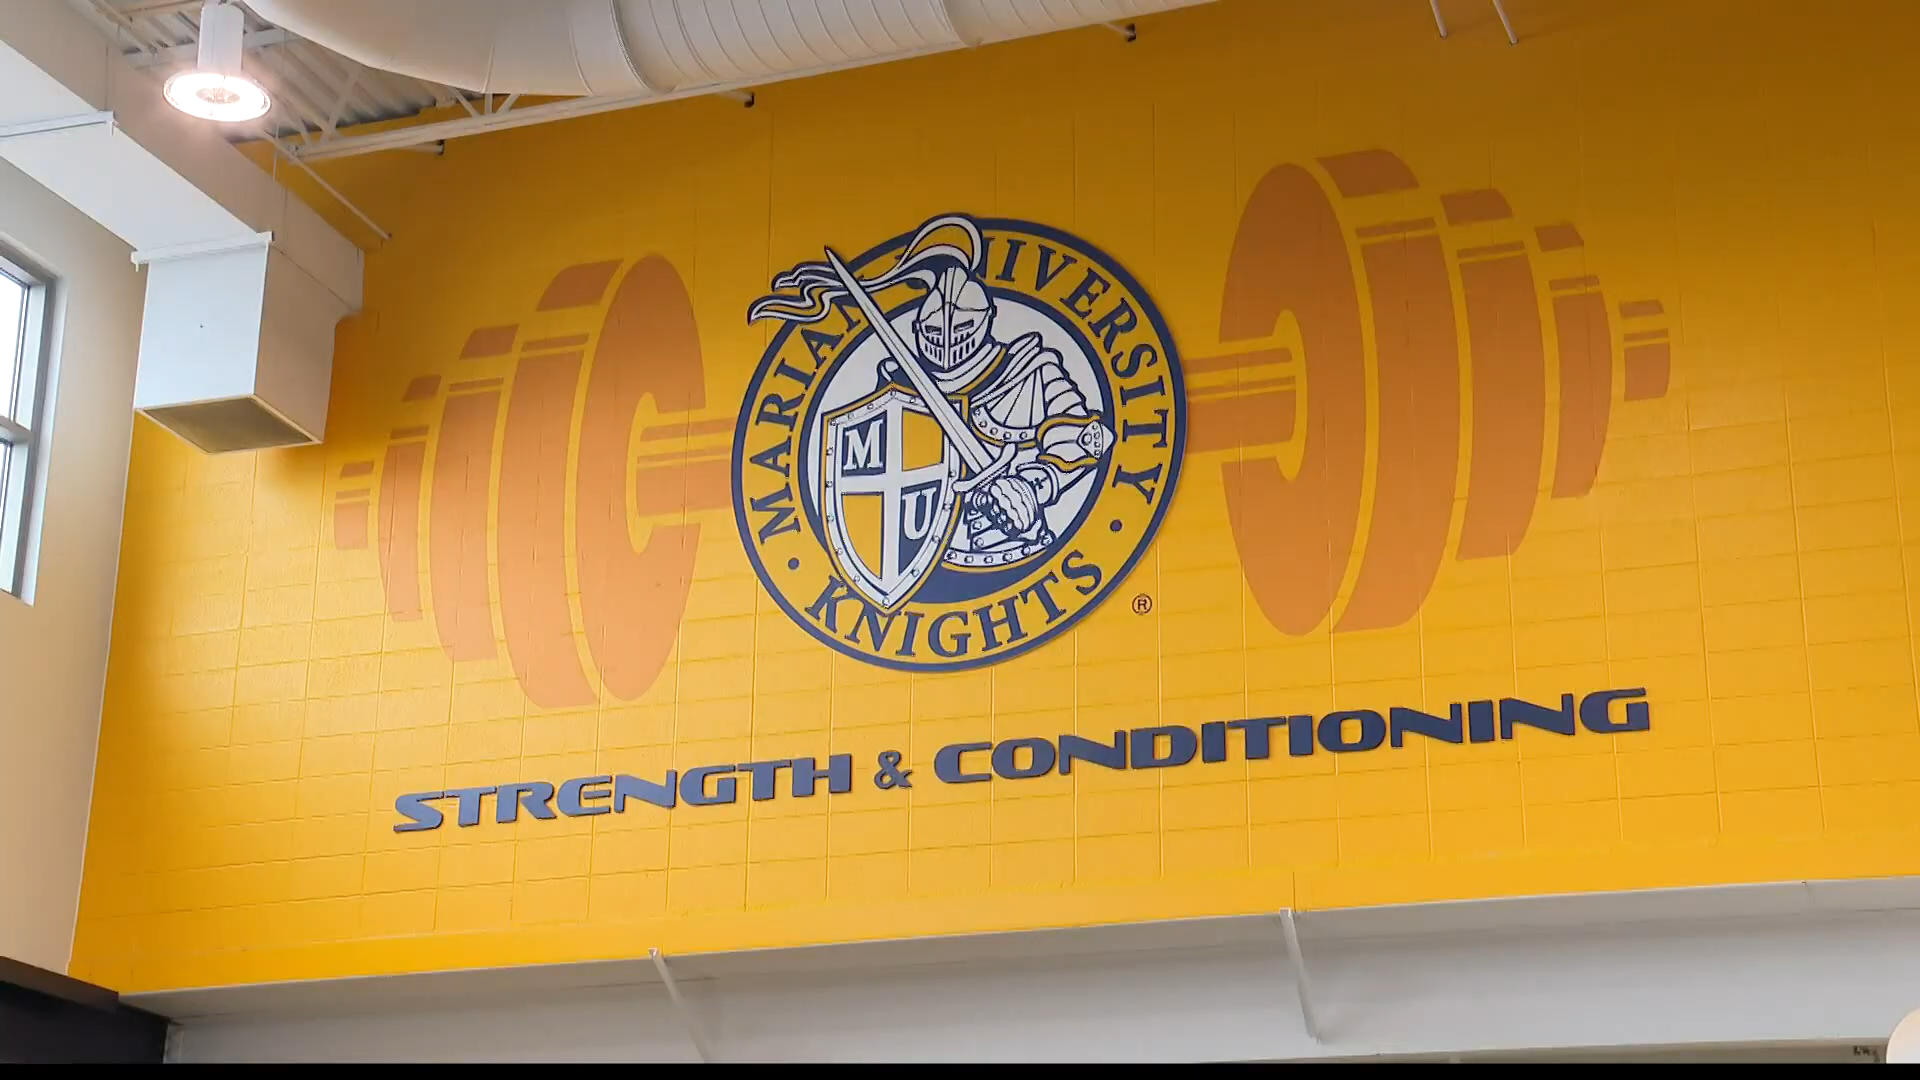 MARIAN UNIVERSITY
M
U
KNIGHTS
®
STRENGTH & CONDITIONING